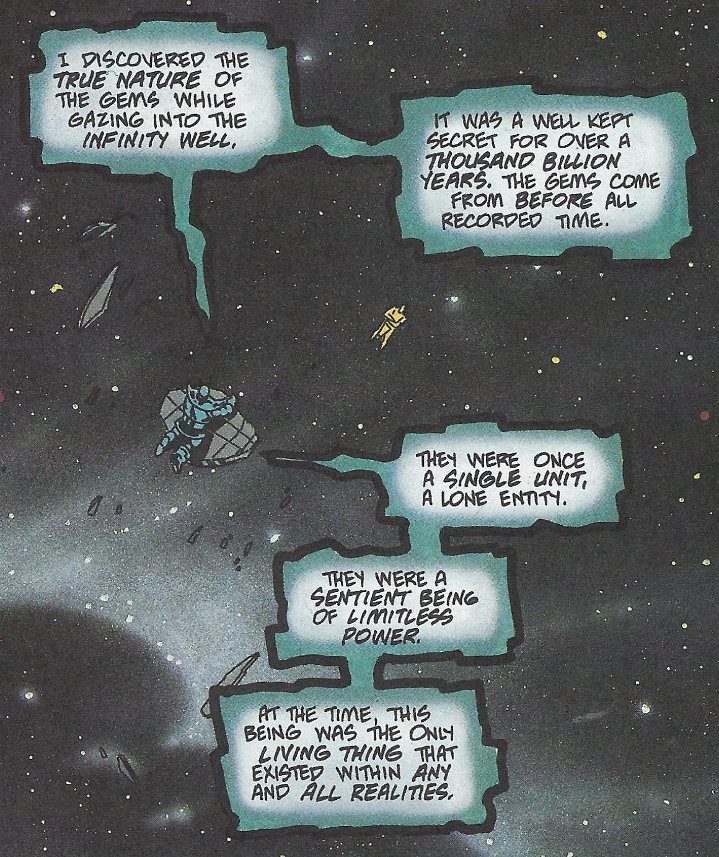 I DISCOVERED THE
TRUE NATURE OF
THE GEMS WHILE
GAZING INTO THE
INFINITY WELL.
IT WAS A WELL KEPT
SECRET FOR OVER A
THOUSAND BILLION
YEARS. THE GEMS COME
FROM BEFORE ALL
RECORDED TIME.
THEY WERE ONCE
A SINGLE UNIT,
A LONE ENTITY.
THEY WERE A
SENTIENT BEING
OF LIMITLESS
POWER.
AT THE TIME, THIS
BEING WAS THE ONLY
LIVING THING THAT
EXISTED WITHIN ANY
AND ALL REALITIES.